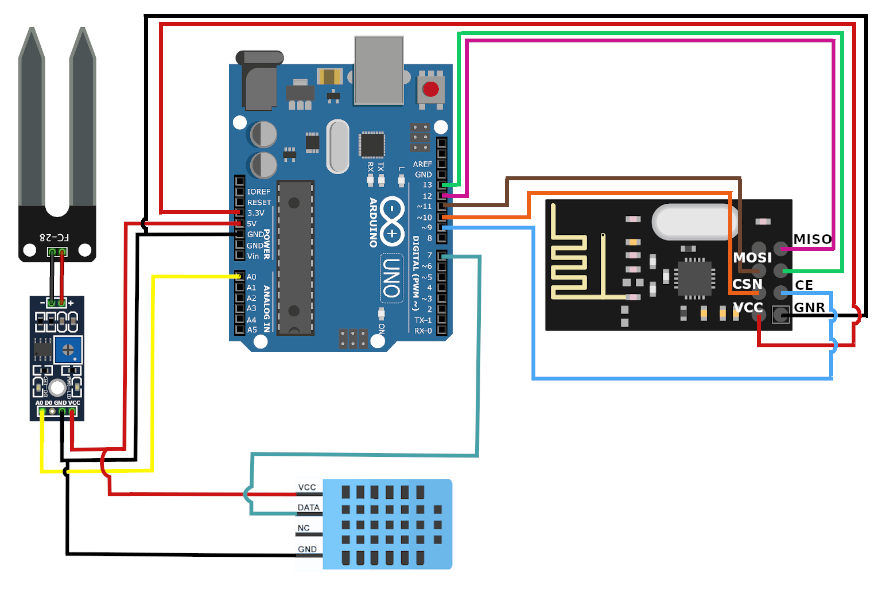 FC-28
- +
A0 D0 GND VCC
IOREF
RESET
3.3V
5V
GND
GND
Vin
POWER
A0
A1
A2
A3
A4
A5
ANALOG IN
RX
TX
L
ARDUINO
UNO
ON
AREF
GND
13
12
~11
~10
~9
8
7
~6
~5
~4
~3
2
TX-1
RX-0
DIGITAL (PWM ~)
MISO
MOSI
CSN
CE
VCC
GNR
VCC
DATA
NC
GND